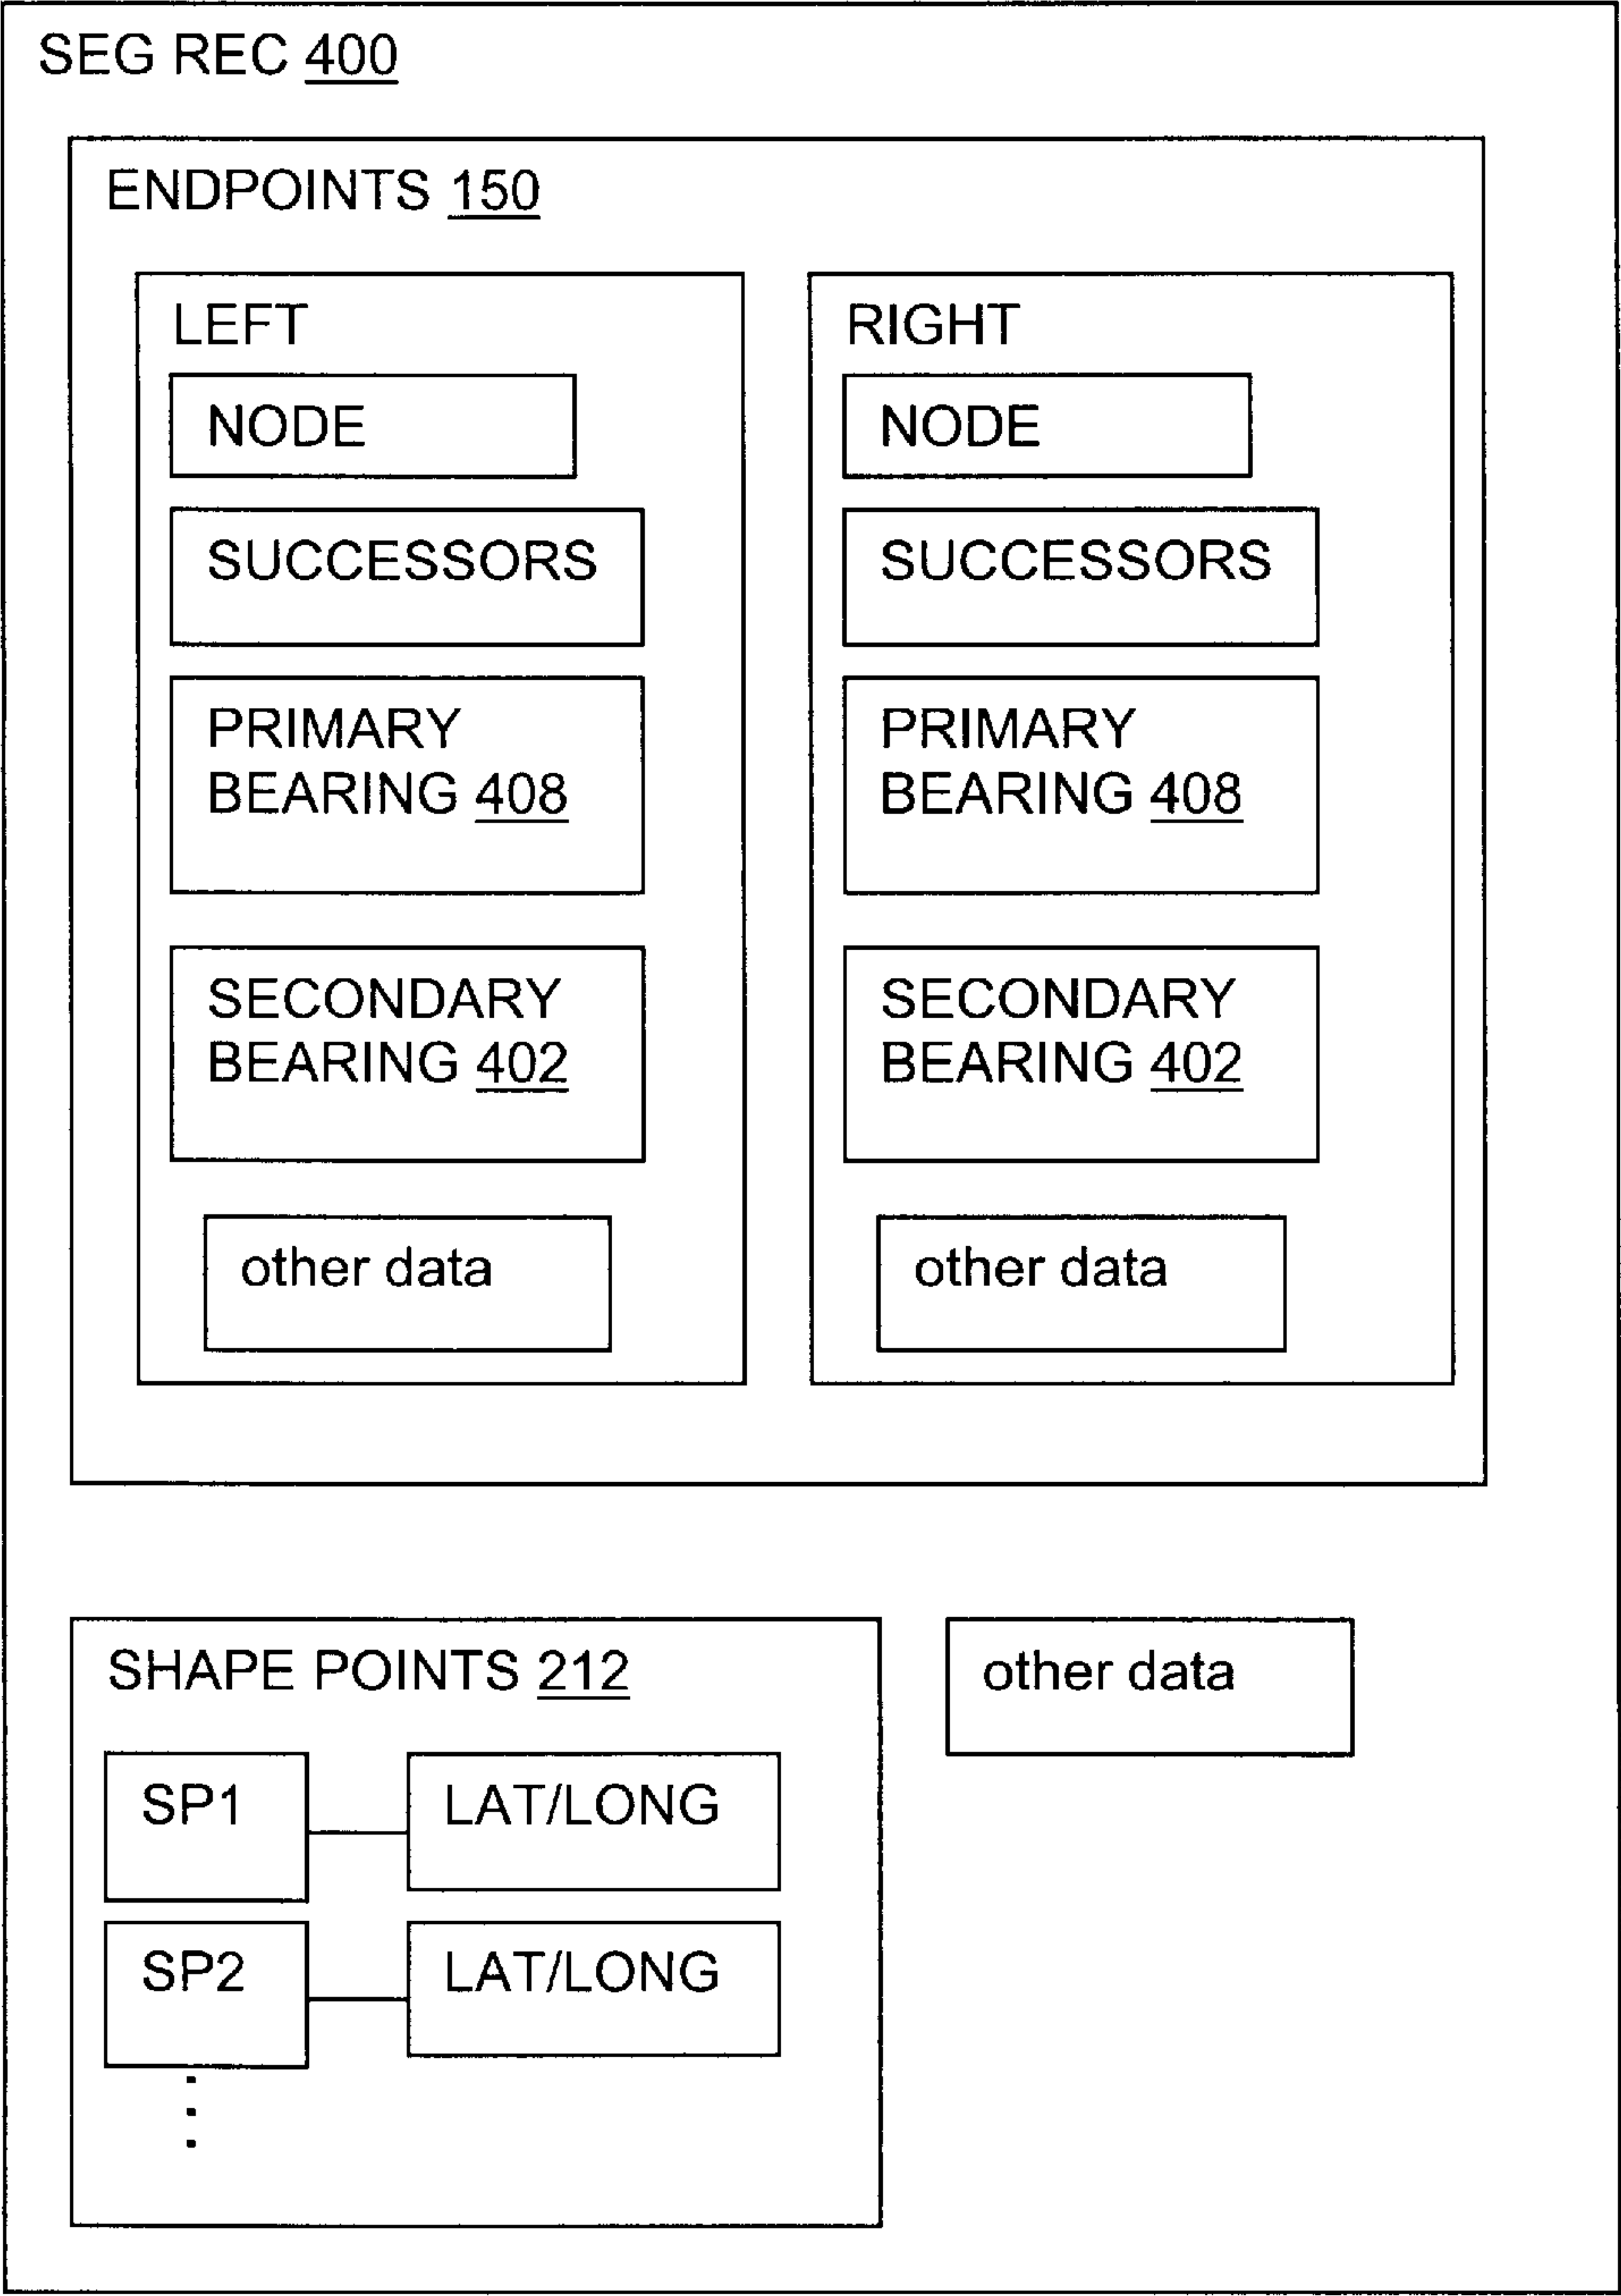 SEG REC 400
ENDPOINTS 150
LEFT
NODE
SUCCESSORS
PRIMARY
BEARING 408
SECONDARY
BEARING 402
other data
RIGHT
NODE
SUCCESSORS
PRIMARY
BEARING 408
SECONDARY
BEARING 402
other data
SHAPE POINTS 212
SP1
LAT/LONG
SP2
LAT/LONG
other data